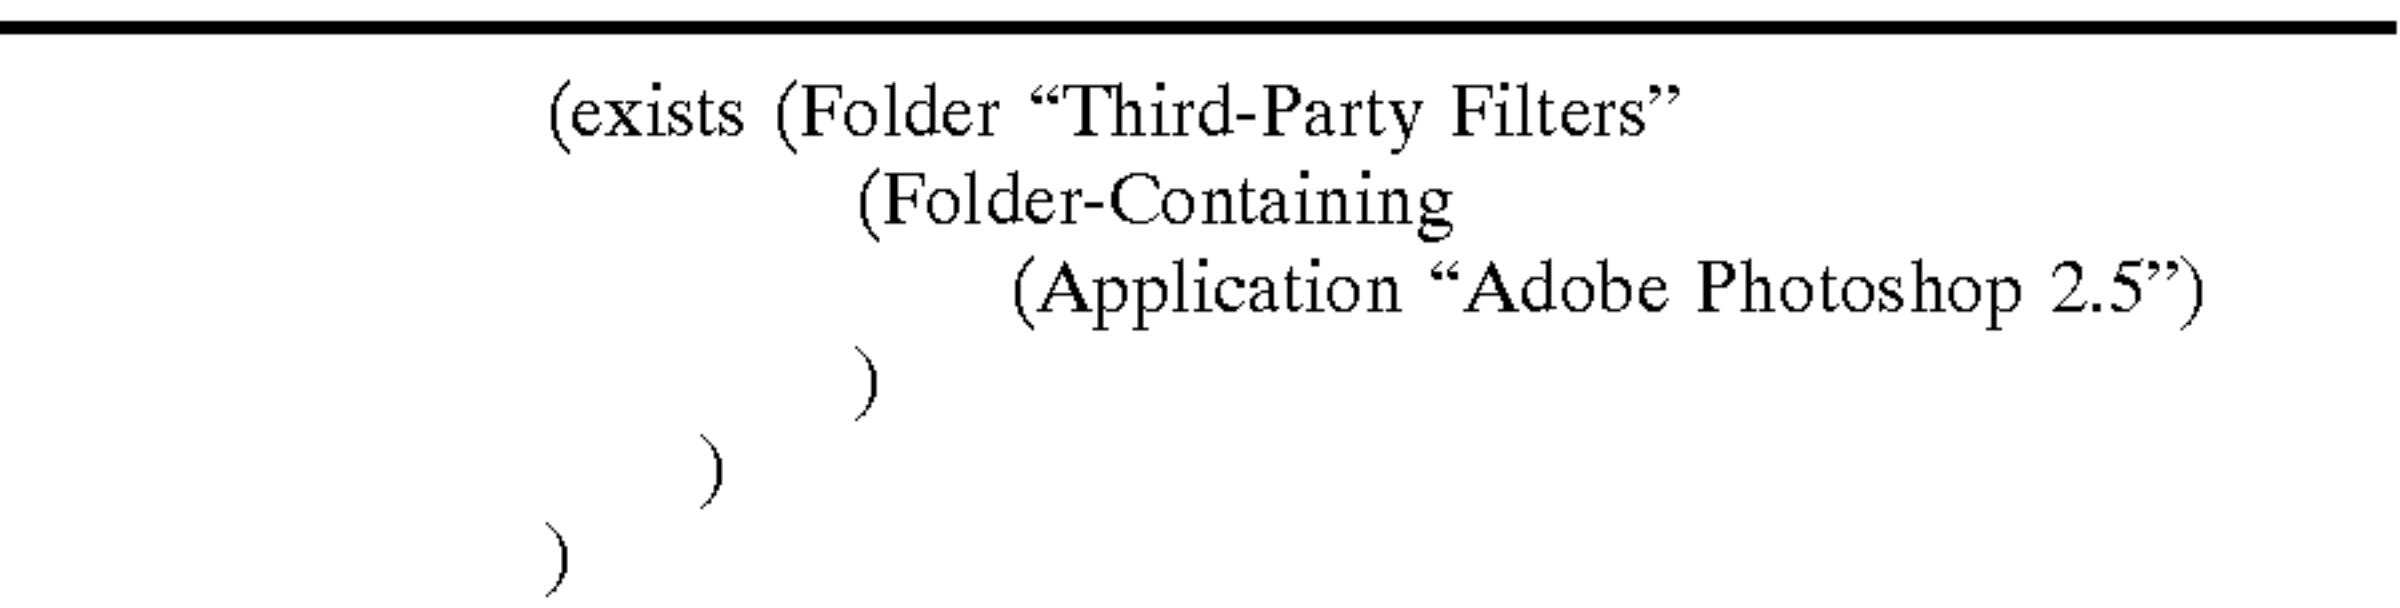 (exists (Folder “Third-Party Filters”
(Folder-Containing
(Application “Adobe Photoshop 2.5”)
)
)
)